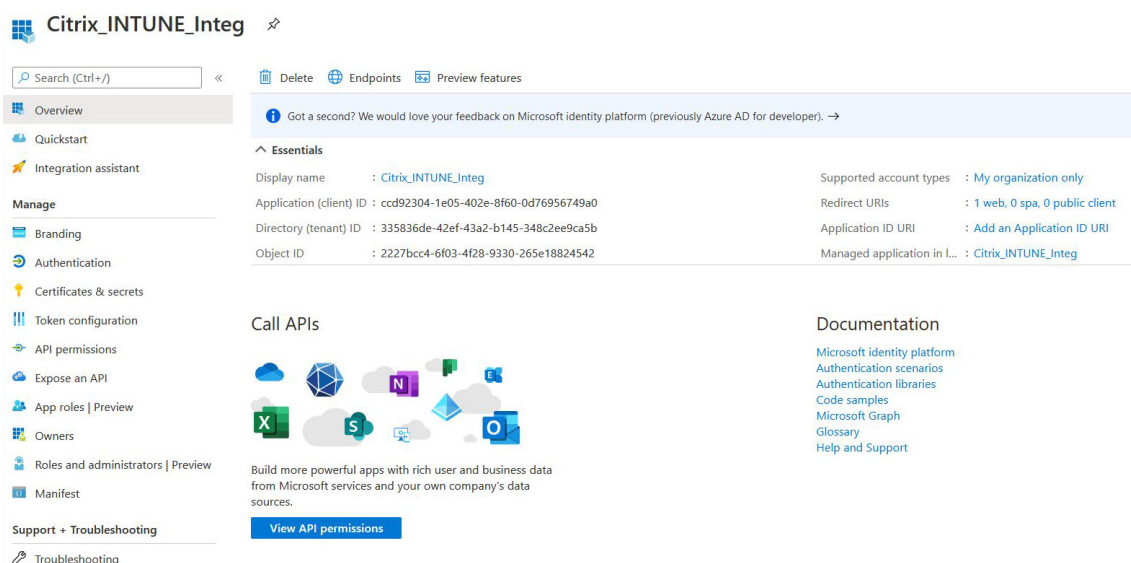 Citrix_INTUNE_Integ
Search (Ctrl+/)
«
Overview
Quickstart
Integration assistant
Manage
Branding
Authentication
Certificates & secrets
Token configuration
API permissions
Expose an API
App roles | Preview
Owners
Roles and administrators | Preview
Manifest
Support + Troubleshooting
Troubleshooting
Delete Endpoints Preview features
Got a second? We would love your feedback on Microsoft identity platform (previously Azure AD for developer). →
Essentials
Display name : Citrix_INTUNE_Integ
Application (client) ID : ccd92304-1e05-402e-8f60-0d76956749a0
Directory (tenant) ID : 335836de-42ef-43a2-b145-348c2ee9ca5b
Object ID : 2227bcc4-6f03-4f28-9330-265e18824542
Supported account types : My organization only
Redirect URIs : 1 web, 0 spa, 0 public client
Application ID URI : Add an Application ID URI
Managed application in l... : Citrix_INTUNE_Integ
Call APIs
N
E
X
S
O
Build more powerful apps with rich user and business data
from Microsoft services and your own company's data
sources.
View API permissions
Documentation
Microsoft identity platform
Authentication scenarios
Authentication libraries
Code samples
Microsoft Graph
Glossary
Help and Support